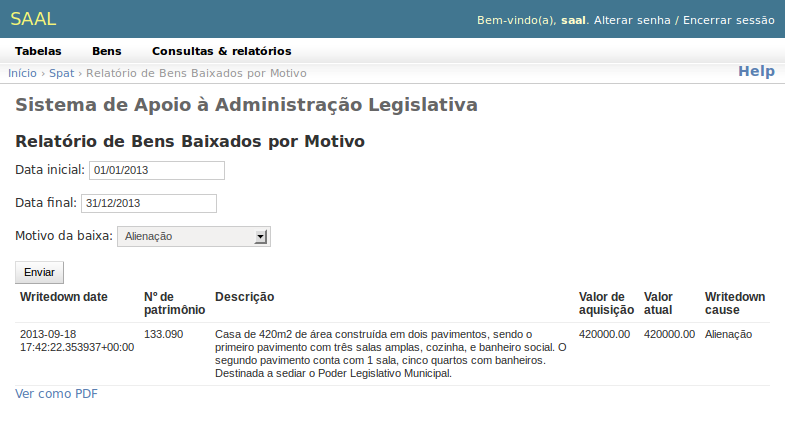 SAAL
Bem-vindo(a), saal. Alterar senha / Encerrar sessão
Tabelas Bens Consultas & relatórios
Início › Spat › Relatório de Bens Baixados por Motivo Help
Sistema de Apoio à Administração Legislativa
Relatório de Bens Baixados por Motivo
Data inicial: 01/01/2013
Data final: 31/12/2013
Motivo da baixa: Alienação
Enviar
Writedown date Nº de patrimônio Descrição Valor de aquisição Valor atual Writedown cause
2013-09-18 17:42:22.353937+00:00 133.090 Casa de 420m2 de área construída em dois pavimentos, sendo o
primeiro pavimento com três salas amplas, cozinha, e banheiro social. O
segundo pavimento conta com 1 sala, cinco quartos com banheiros.
Destinada a sediar o Poder Legislativo Municipal. 420000.00 420000.00 Alienação
Ver como PDF